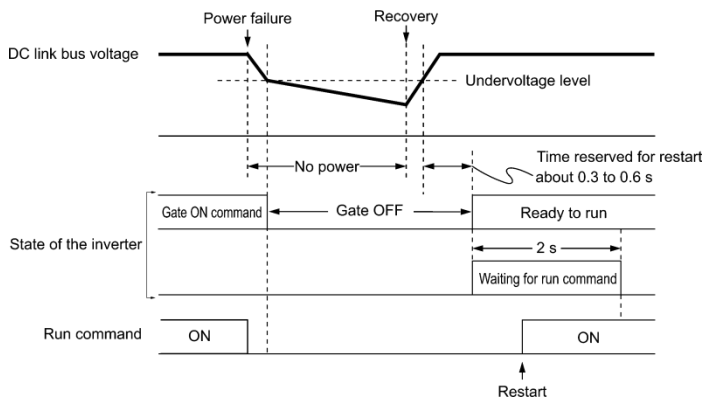 Power failure
Recovery
DC link bus voltage
Undervoltage level
No power
Time reserved for restart
about 0.3 to 0.6 s
Gate ON command
Gate OFF
Ready to run
State of the inverter
2 s
Waiting for run command
Run command
ON
ON
Restart